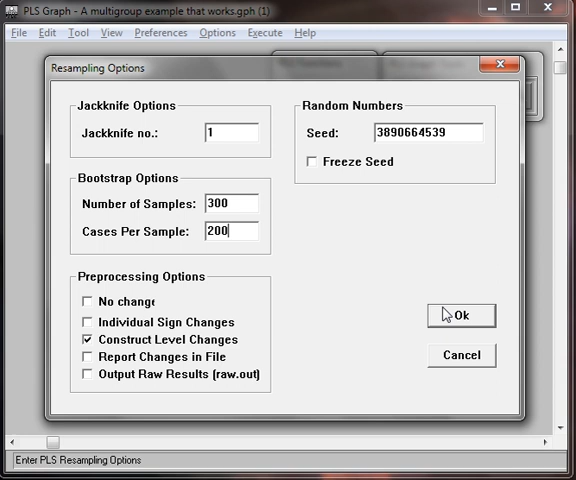 PLS Graph - A multigroup example that works.gph (1)
File Edit Tool View Preferences Options Execute Help
Resampling Options
Jackknife Options
Jackknife no.: 1
Random Numbers
Seed: 3890664539
Freeze Seed
Bootstrap Options
Number of Samples: 300
Cases Per Sample: 200
Preprocessing Options
No change
Individual Sign Changes
Construct Level Changes
Report Changes in File
Output Raw Results (raw.out)
Ok
Cancel
Enter PLS Resampling Options